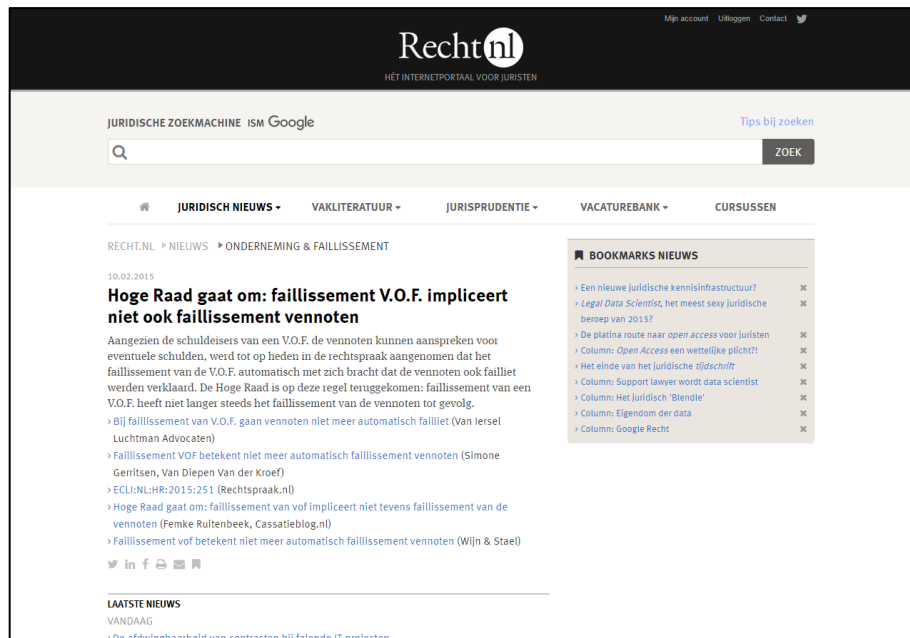 Mijn account Uitloggen Contact
Recht nl
HÉT INTERNETPORTAAL VOOR JURISTEN
JURIDISCHE ZOEKMACHINE ISM Google
Tips bij zoeken
ZOEK
JURIDISCH NIEUWS VAKLITERATUUR JURISPRUDENTIE VACATUREBANK CURSUSSEN
RECHT.NL NIEUWS ONDERNEMING & FAILLISSEMENT
10.02.2015
Hoge Raad gaat om: faillissement V.O.F. impliceert
niet ook faillissement vennoten
Aangezien de schuldeisers van een V.O.F. de vennoten kunnen aanspreken voor
eventuele schulden, werd tot op heden in de rechtspraak aangenomen dat het
faillissement van de V.O.F. automatisch met zich bracht dat de vennoten ook failliet
werden verklaard. De Hoge Raad is op deze regel teruggekomen: faillissement van een
V.O.F. heeft niet langer steeds het faillissement van de vennoten tot gevolg.
› Bij faillissement van V.O.F. gaan vennoten niet meer automatisch failliet (Van Iersel
Luchtman Advocaten)
› Faillissement VOF betekent niet meer automatisch faillissement vennoten (Simone
Gerritsen, Van Diepen Van der Kroef)
› ECLI:NL:HR:2015:251 (Rechtspraak.nl)
› Hoge Raad gaat om: faillissement van vof impliceert niet tevens faillissement van de
vennoten (Femke Ruitenbeek, Cassatieblog.nl)
› Faillissement vof betekent niet meer automatisch faillissement vennoten (Wijn & Stael)
BOOKMARKS NIEUWS
› Een nieuwe juridische kennisinfrastructuur?
› Legal Data Scientist, het meest sexy juridische
beroep van 2015?
› De platina route naar open access voor juristen
› Column: Open Access een wettelijke plicht?!
› Het einde van het juridische tijdschrift
› Column: Support lawyer wordt data scientist
› Column: Het juridisch 'Blendle'
› Column: Eigendom der data
› Column: Google Recht
LAATSTE NIEUWS
VANDAAG
› De afdwingbaarheid van contracten bij falende IT-projecten